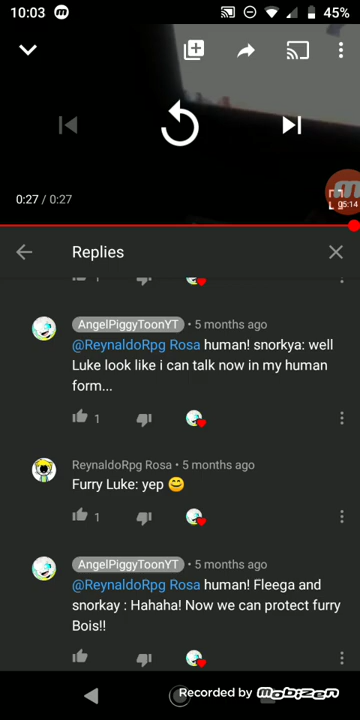 10:03 45%
0:27 / 0:27
05:14
Replies
1
AngelPiggyToonYT • 5 months ago
@ReynaldoRpg Rosa human! snorkya: well
Luke look like i can talk now in my human
form...
1
ReynaldoRpg Rosa • 5 months ago
Furry Luke: yep 😊
1
AngelPiggyToonYT • 5 months ago
@ReynaldoRpg Rosa human! Fleega and
snorkay : Hahaha! Now we can protect furry
Bois!!
Recorded by mobizen